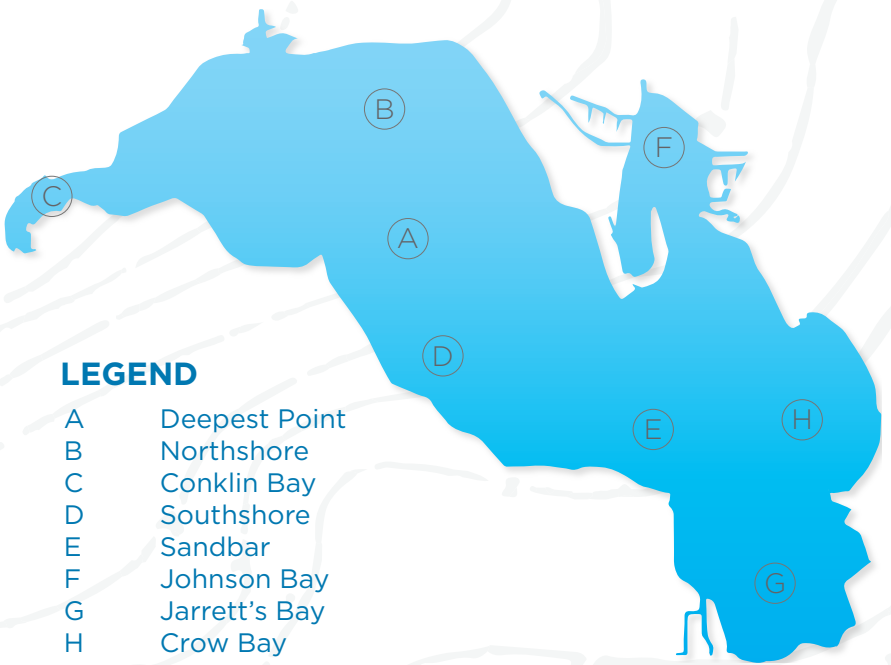 B
F
C
A
D
LEGEND
A Deepest Point
B Northshore
C Conklin Bay
D Southshore
E Sandbar
F Johnson Bay
G Jarrett's Bay
H Crow Bay
H
E
G